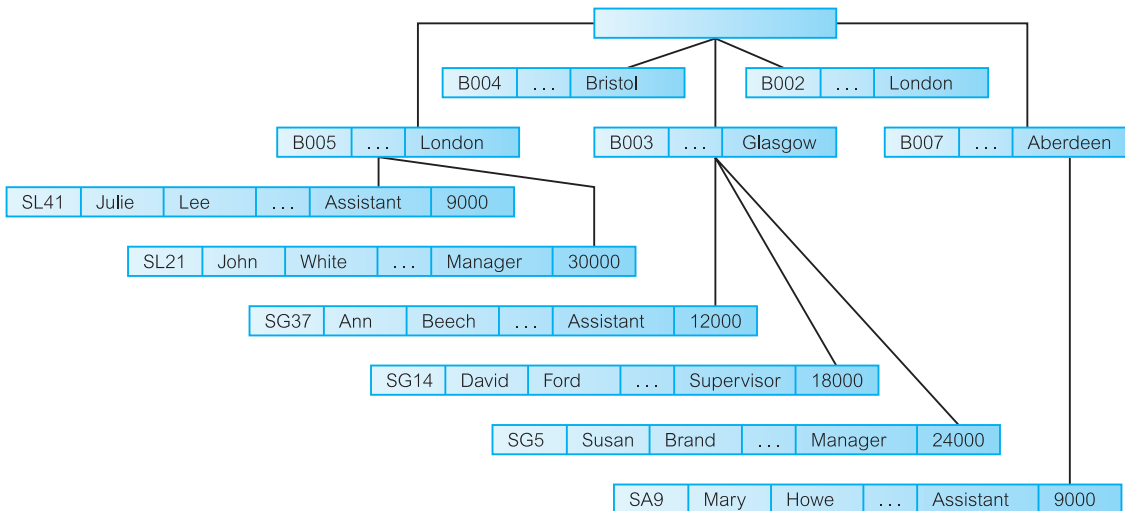 B004 ... Bristol
B002 ... London
B005 ... London
B003 ... Glasgow
B007 ... Aberdeen
SL41 Julie Lee ... Assistant 9000
SL21 John White ... Manager 30000
SG37 Ann Beech ... Assistant 12000
SG14 David Ford ... Supervisor 18000
SG5 Susan Brand ... Manager 24000
SA9 Mary Howe ... Assistant 9000